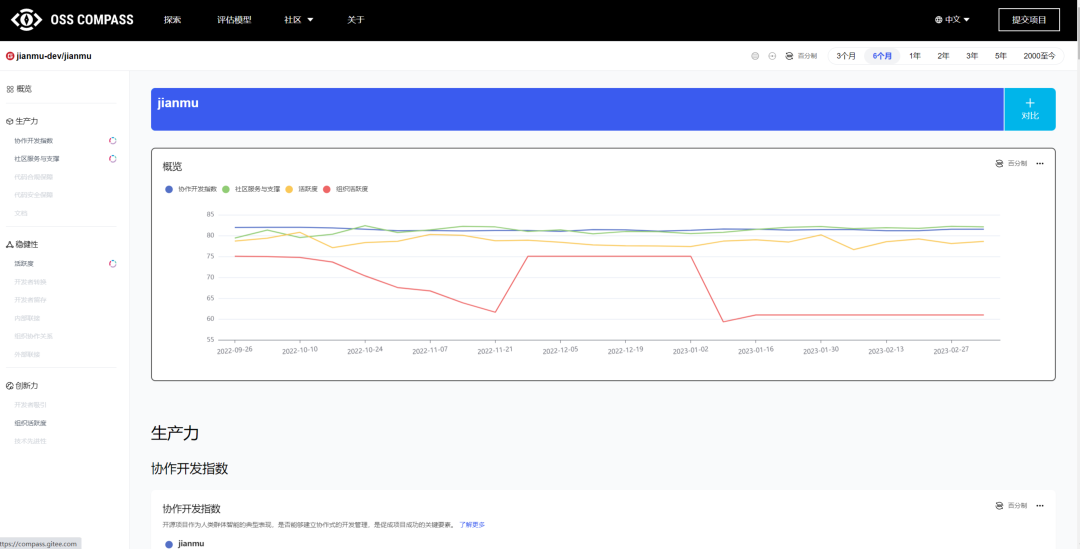 OSS COMPASS 探索 评估模型 社区 关于 中文 提交项目
jianmu-dev/jianmu 百分制 3个月 6个月 1年 2年 3年 5年 2000至今
概览
生产力
协作开发指数
社区服务与支撑
代码合规保障
代码安全保障
文档
稳健性
活跃度
开发者规模
开发者留存
组织协作关系
创新力
开发者吸引
组织活跃度
技术先进性
jianmu
对比
概览 百分制
协作开发指数 社区服务与支撑 活跃度 组织活跃度
85
80
75
70
65
60
55
2022-09-26 2022-10-10 2022-10-24 2022-11-07 2022-11-21 2022-12-05 2022-12-19 2023-01-02 2023-01-16 2023-01-30 2023-02-13 2023-02-27
生产力
协作开发指数
协作开发指数 百分制
开源项目作为人类群体智能的典型表现，是否能够建立协作式的开发管理，是促成项目成功的关键要素。 了解更多
jianmu
ttps://compass.gitee.com